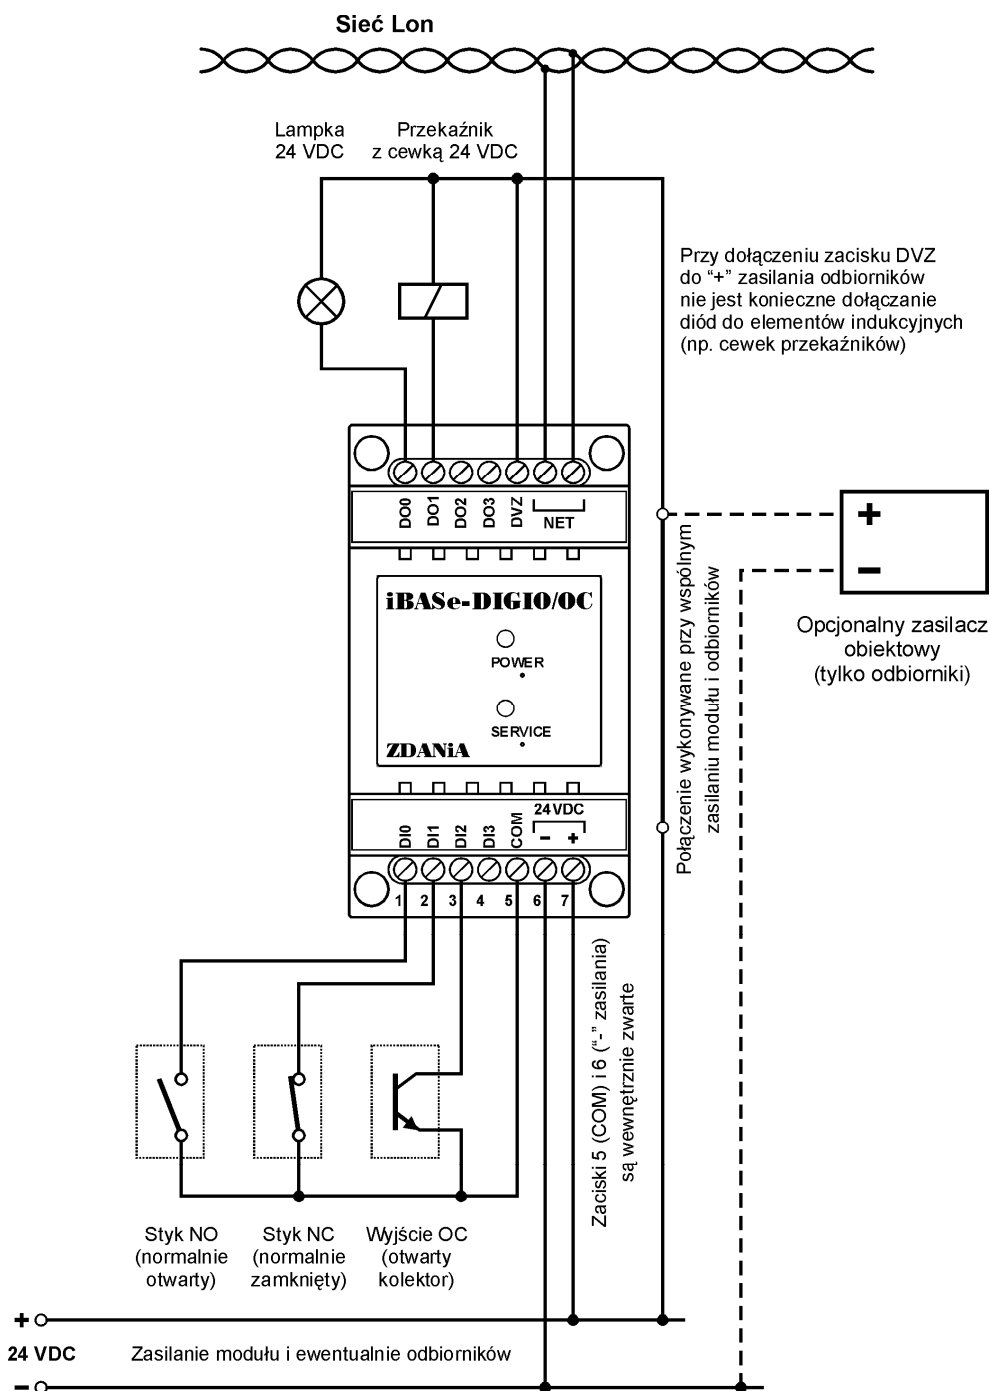 Sieć Lon
Lampka
24 VDC
Przekaźnik
z cewką 24 VDC
Przy dołączeniu zacisku DVZ
do “+” zasilania odbiorników
nie jest konieczne dołączanie
diód do elementów indukcyjnych
(np. cewek przekaźników)
DO0
DO1
DO2
DO3
DVZ
NET
+
−
Opcjonalny zasilacz
obiektowy
(tylko odbiorniki)
Połączenie wykonywane przy wspólnym
zasilaniu modułu i odbiorników
iBASe-DIGIO/OC
POWER
SERVICE
ZDANiA
24VDC
− +
DI0
DI1
DI2
DI3
COM
1 2 3 4 5 6 7
Zaciski 5 (COM) i 6 (“-” zasilania)
są wewnętrznie zwarte
Styk NO
(normalnie
otwarty)
Styk NC
(normalnie
zamknięty)
Wyjście OC
(otwarty
kolektor)
+
24 VDC
Zasilanie modułu i ewentualnie odbiorników
−